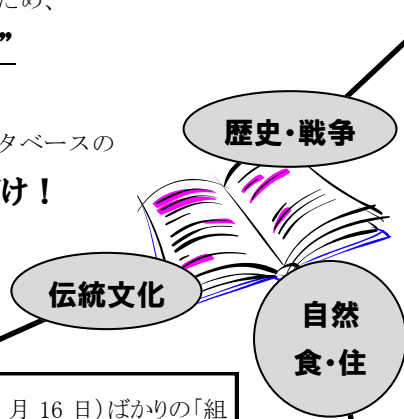 ため、
”
タベースの
け！
歴史・戦争
伝統文化
自然
食・住
月 16 日）ばかりの「組